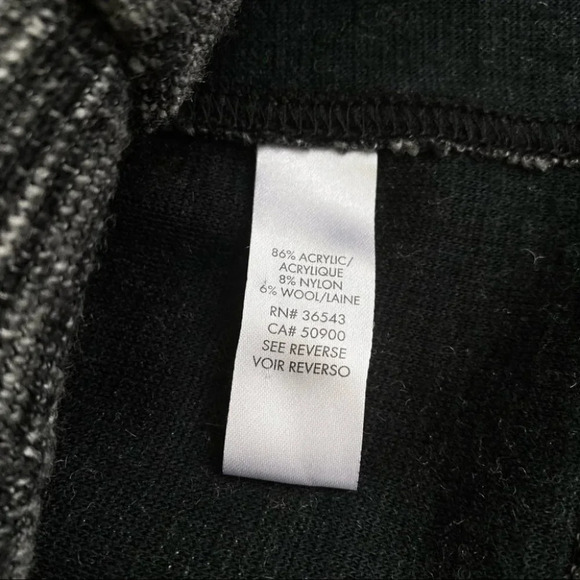 86% ACRYLIC/
ACRYLIQUE
8% NYLON
6% WOOL/LAINE
RN# 36543
CA# 50900
SEE REVERSE
VOIR REVERSO